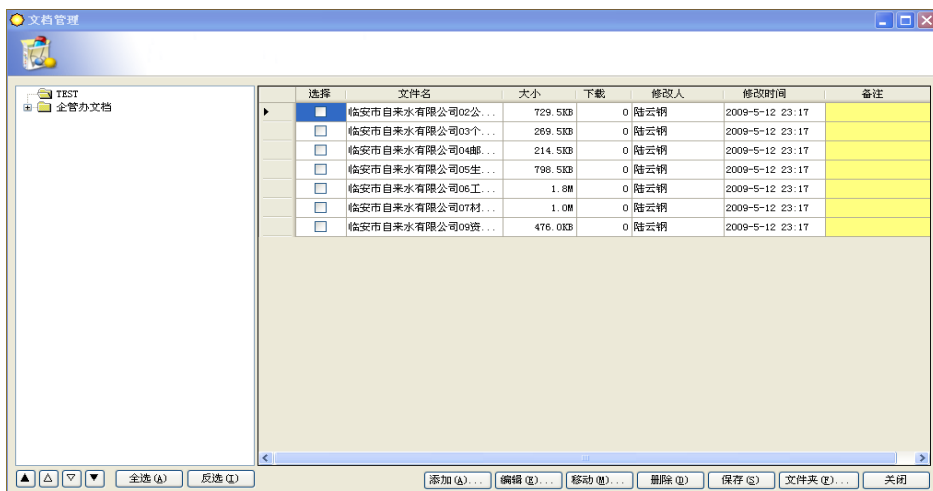 文档管理
TEST
企管办文档
选择 文件名 大小 下载 修改人 修改时间 备注
临安市自来水有限公司02公... 729.5KB 0 陆云钢 2009-5-12 23:17
临安市自来水有限公司03个... 269.5KB 0 陆云钢 2009-5-12 23:17
临安市自来水有限公司04邮... 214.5KB 0 陆云钢 2009-5-12 23:17
临安市自来水有限公司05生... 798.5KB 0 陆云钢 2009-5-12 23:17
临安市自来水有限公司06工... 1.8M 0 陆云钢 2009-5-12 23:17
临安市自来水有限公司07材... 1.0M 0 陆云钢 2009-5-12 23:17
临安市自来水有限公司09资... 476.0KB 0 陆云钢 2009-5-12 23:17
全选(A) 反选(I) 添加(A)... 编辑(E)... 移动(M)... 删除(D) 保存(S) 文件夹(F)... 关闭